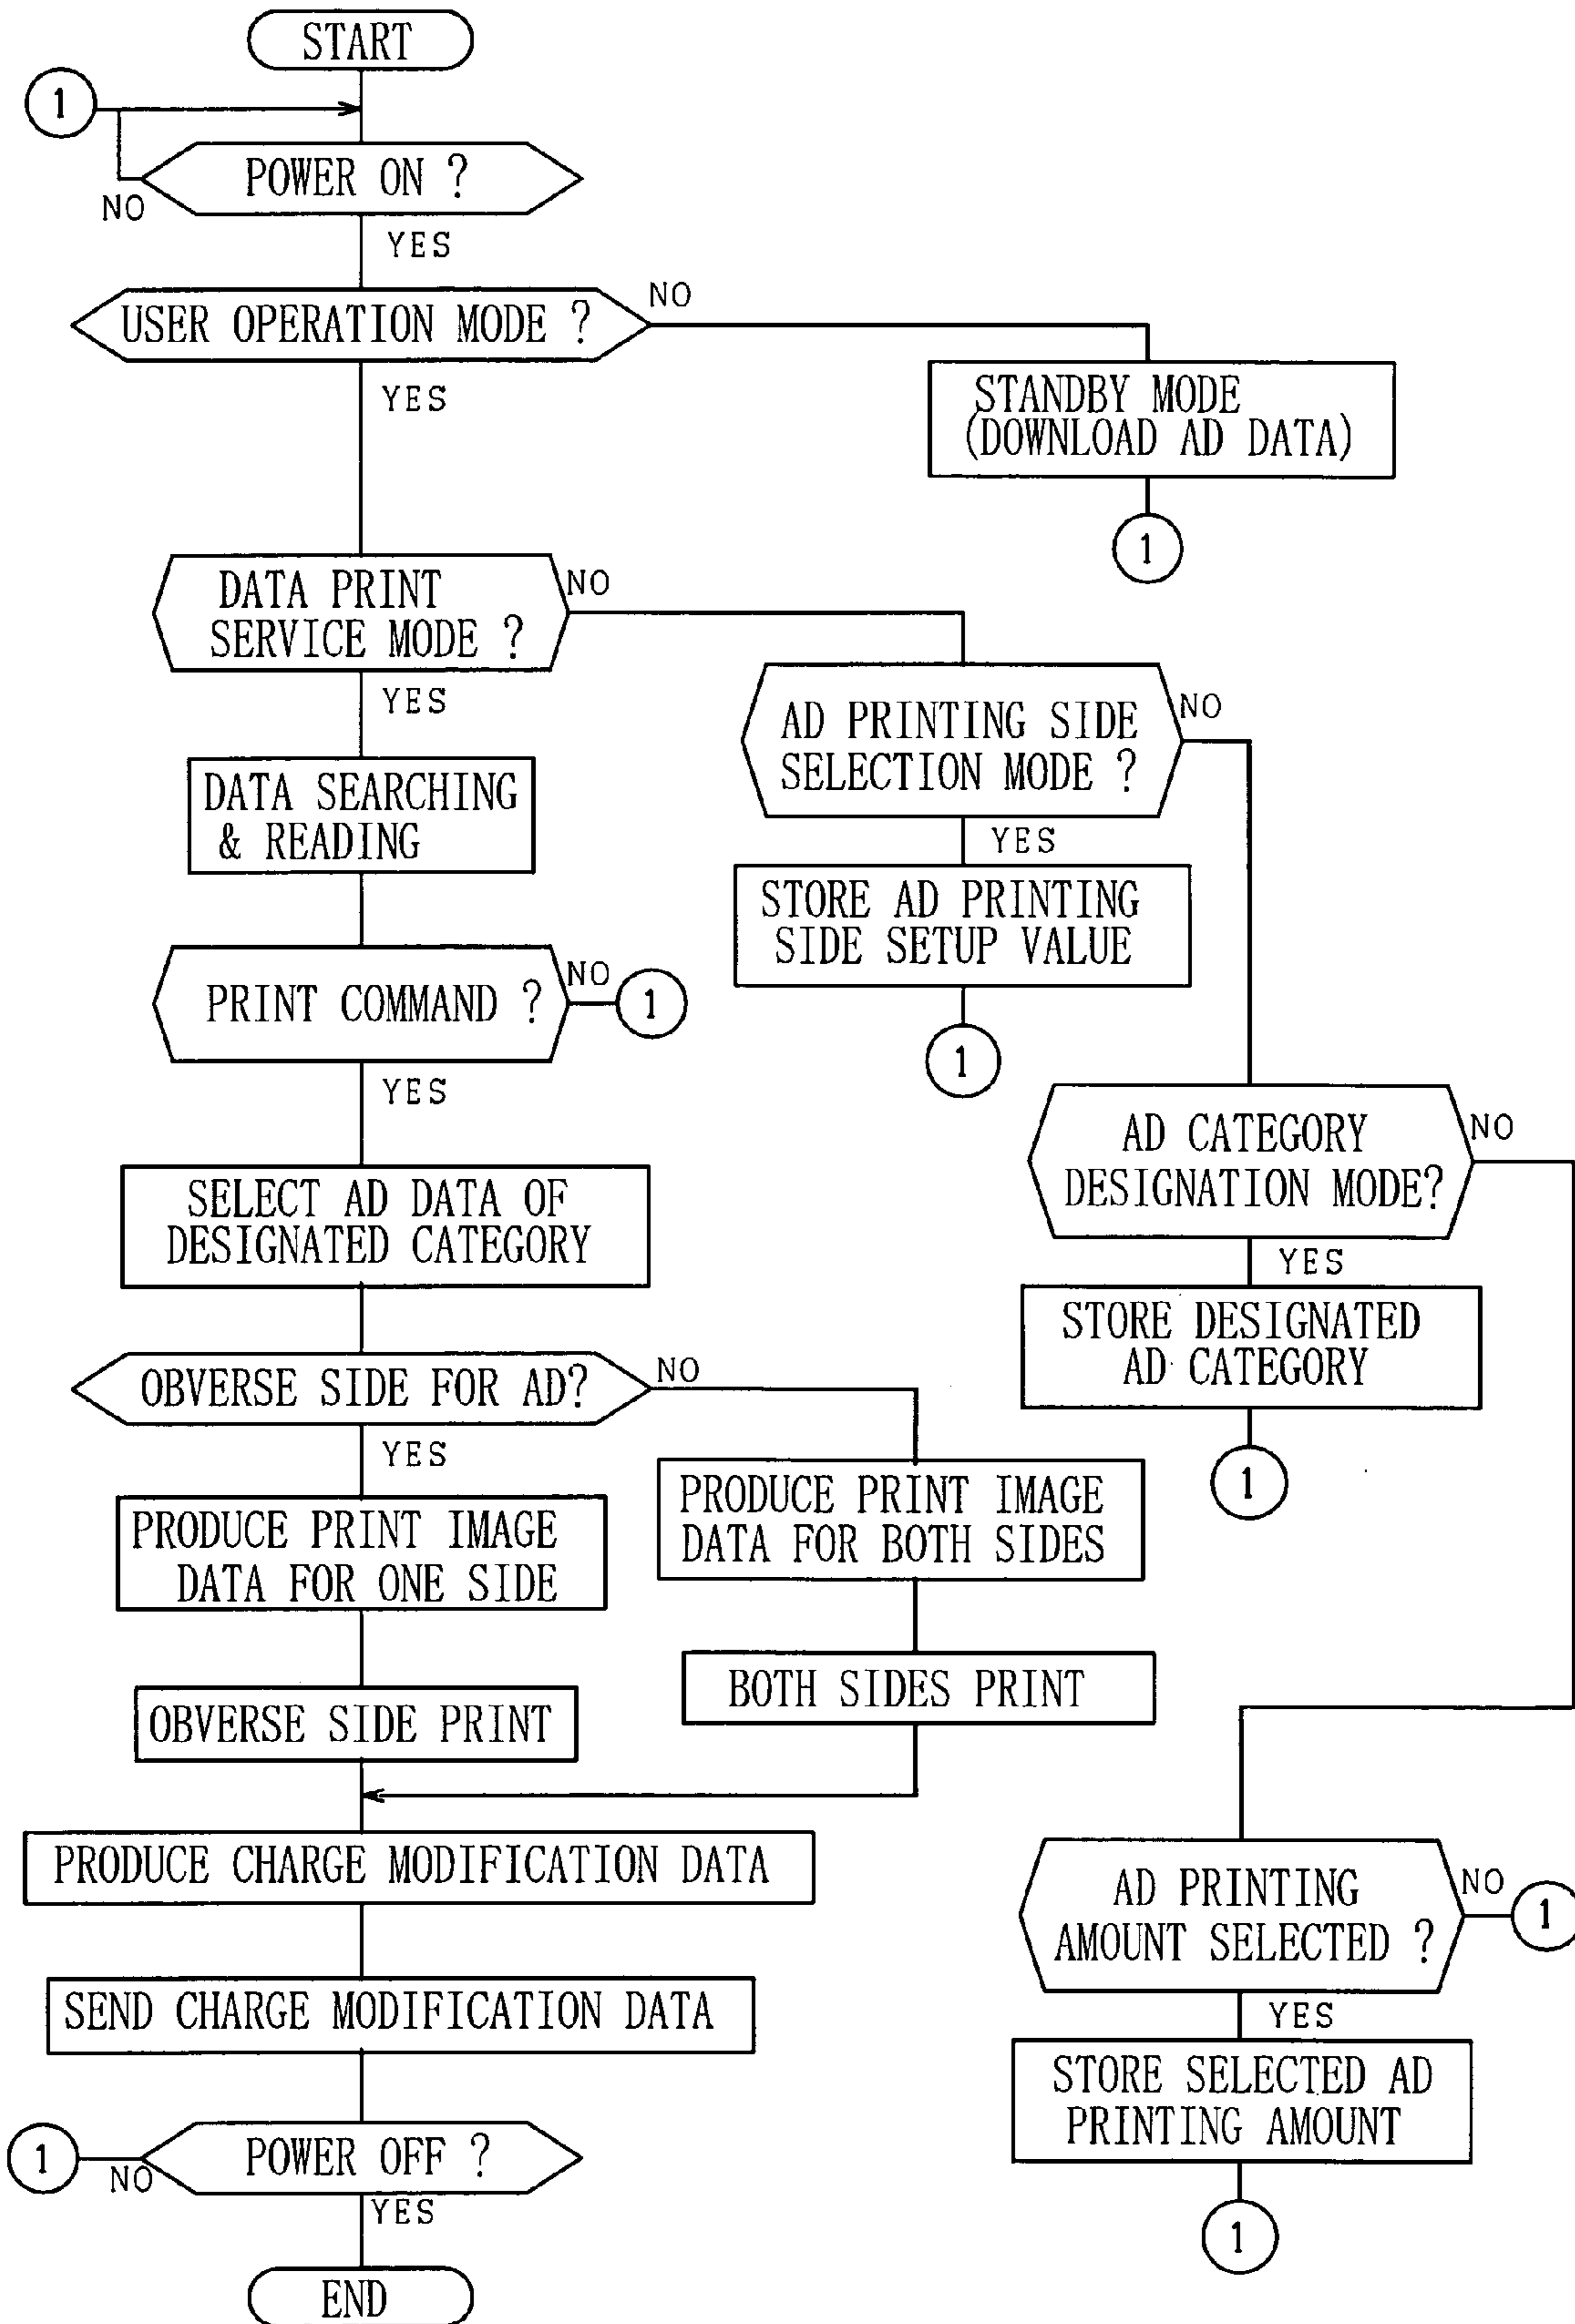 START
1
POWER ON ?
NO
YES
USER OPERATION MODE ?
NO
YES
STANDBY MODE
(DOWNLOAD AD DATA)
1
DATA PRINT
SERVICE MODE ?
NO
YES
AD PRINTING SIDE
SELECTION MODE ?
NO
YES
DATA SEARCHING
& READING
STORE AD PRINTING
SIDE SETUP VALUE
1
PRINT COMMAND ?
NO
1
YES
AD CATEGORY
DESIGNATION MODE?
NO
YES
SELECT AD DATA OF
DESIGNATED CATEGORY
STORE DESIGNATED
AD CATEGORY
1
OBVERSE SIDE FOR AD?
NO
YES
PRODUCE PRINT IMAGE
DATA FOR ONE SIDE
PRODUCE PRINT IMAGE
DATA FOR BOTH SIDES
OBVERSE SIDE PRINT
BOTH SIDES PRINT
PRODUCE CHARGE MODIFICATION DATA
AD PRINTING
AMOUNT SELECTED ?
NO
1
YES
SEND CHARGE MODIFICATION DATA
STORE SELECTED AD
PRINTING AMOUNT
1
POWER OFF ?
1
NO
YES
END